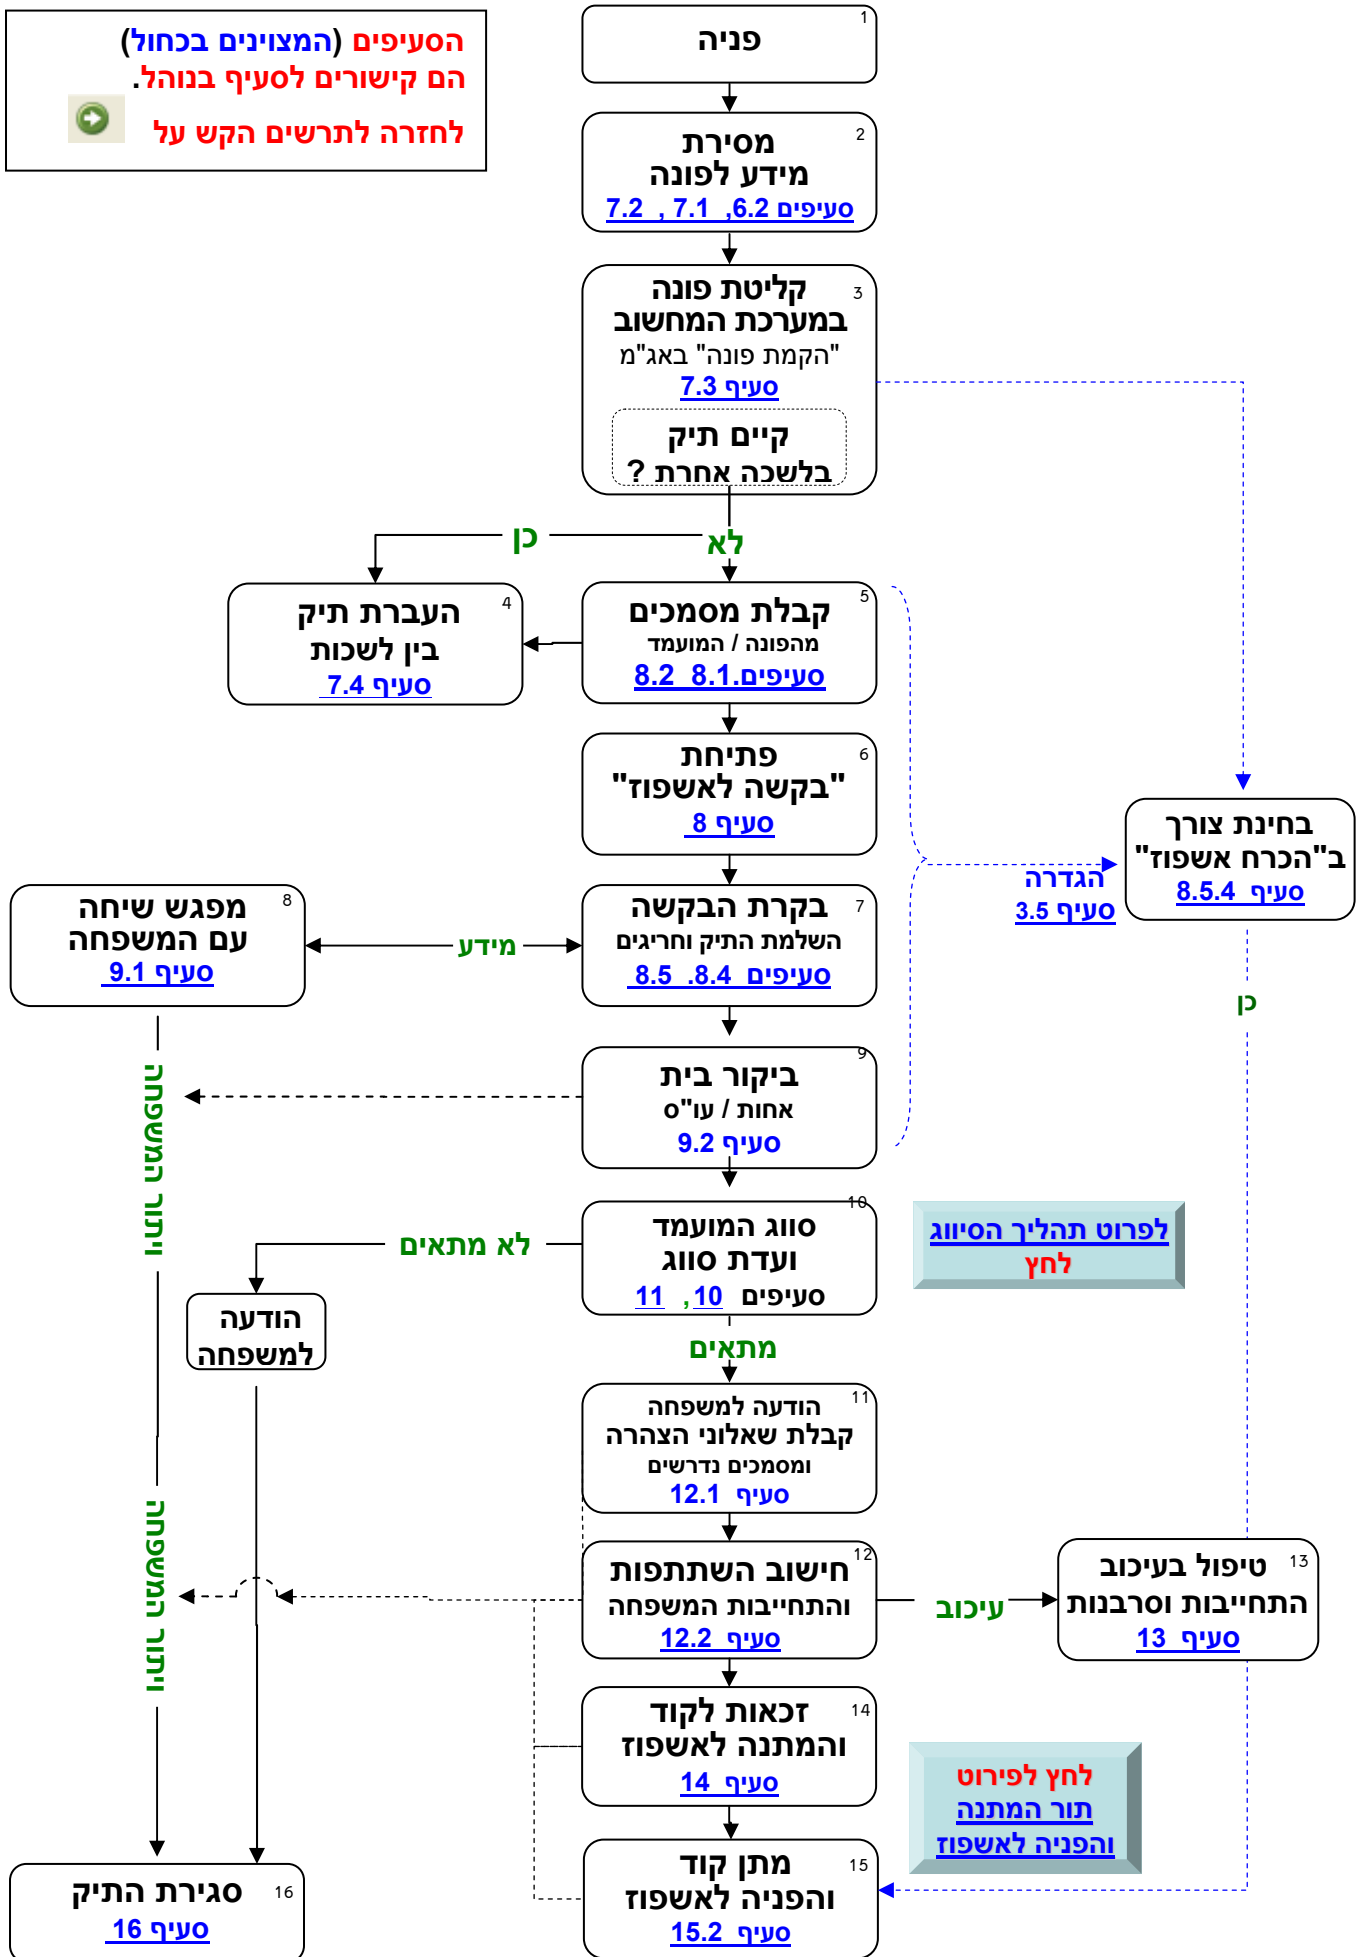 הסעיפים (המצוינים בכחול)
הם קישורים לסעיף בנוהל.
לחזרה לתרשים הקש על
1
פניה
2
מסירת
מידע לפונה
סעיפים 6.2, 7.1 , 7.2
3
קליטת פונה
במערכת המחשוב
"הקמת פונה" באג"מ
סעיף 7.3
קיים תיק
בלשכה אחרת ?
כן
לא
4
העברת תיק
בין לשכות
סעיף 7.4
5
קבלת מסמכים
מהפונה / המועמד
סעיפים.8.1 8.2
6
פתיחת
"בקשה לאשפוז"
סעיף 8
בחינת צורך
ב"הכרח אשפוז"
סעיף 8.5.4
הגדרה
סעיף 3.5
כן
7
בקרת הבקשה
השלמת התיק וחריגים
סעיפים 8.4. 8.5
מידע
8
מפגש שיחה
עם המשפחה
סעיף 9.1
ויתור המשפחה
9
ביקור בית
אחות / עו"ס
סעיף 9.2
10
סווג המועמד
ועדת סווג
סעיפים 10, 11
לפרוט תהליך הסיווג
לחץ
לא מתאים
הודעה
למשפחה
מתאים
11
הודעה למשפחה
קבלת שאלוני הצהרה
ומסמכים נדרשים
סעיף 12.1
ויתור המשפחה
12
חישוב השתתפות
והתחייבות המשפחה
סעיף 12.2
עיכוב
13
טיפול בעיכוב
התחייבות וסרבנות
סעיף 13
14
זכאות לקוד
והמתנה לאשפוז
סעיף 14
לחץ לפירוט
תור המתנה
והפניה לאשפוז
15
מתן קוד
והפניה לאשפוז
סעיף 15.2
16
סגירת התיק
סעיף 16